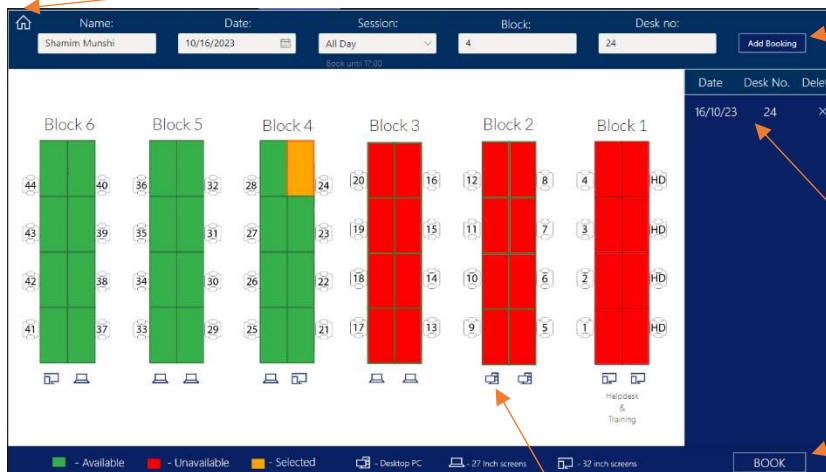 Name: Date: Session: Block: Desk no:
Shamim Munshi 10/16/2023 All Day 4 24 Add Booking
Book until 17:00
Date Desk No. Delet
16/10/23 24
Block 6 Block 5 Block 4 Block 3 Block 2 Block 1
44 40 36 32 28 24 20 16 12 8 4 HD
43 39 35 31 27 23 19 15 11 7 3 HD
42 38 34 30 26 22 18 14 10 6 2 HD
41 37 33 29 25 21 17 13 9 5 1 HD
Helpdesk
&
Training
- Available - Unavailable - Selected - Desktop PC - 27 Inch screens - 32 inch screens BOOK